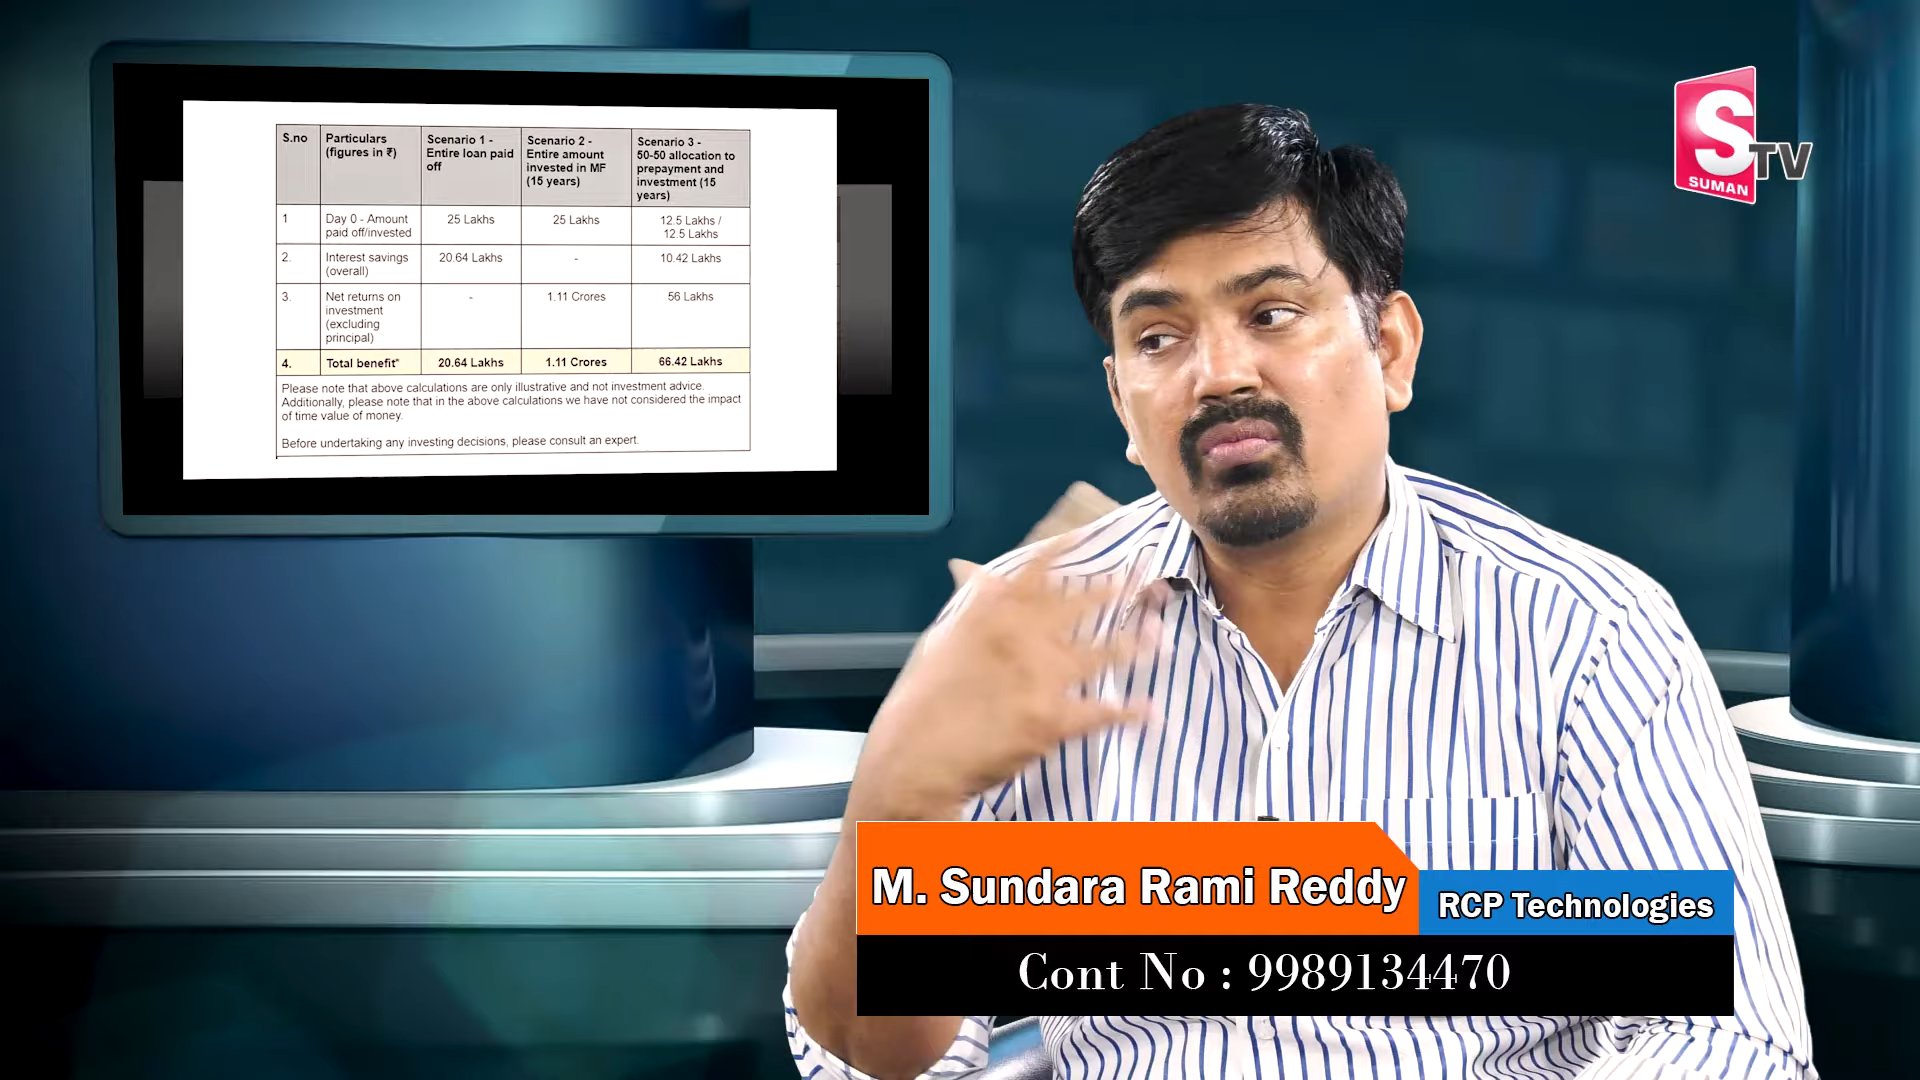 S.no
Particulars
(figures in ₹)
Scenario 1 -
Entire loan paid
off
Scenario 2 -
Entire amount
invested in MF
(15 years)
Scenario 3 -
50-50 allocation to
prepayment and
investment (15
years)
1
Day 0 - Amount
paid off/invested
25 Lakhs
25 Lakhs
12.5 Lakhs /
12.5 Lakhs
2.
Interest savings
(overall)
20.64 Lakhs
-
10.42 Lakhs
3.
Net returns on
investment
(excluding
principal)
-
1.11 Crores
56 Lakhs
4.
Total benefit*
20.64 Lakhs
1.11 Crores
66.42 Lakhs
Please note that above calculations are only illustrative and not investment advice.
Additionally, please note that in the above calculations we have not considered the impact
of time value of money.
Before undertaking any investing decisions, please consult an expert.
S TV
SUMAN
M. Sundara Rami Reddy
RCP Technologies
Cont No : 9989134470